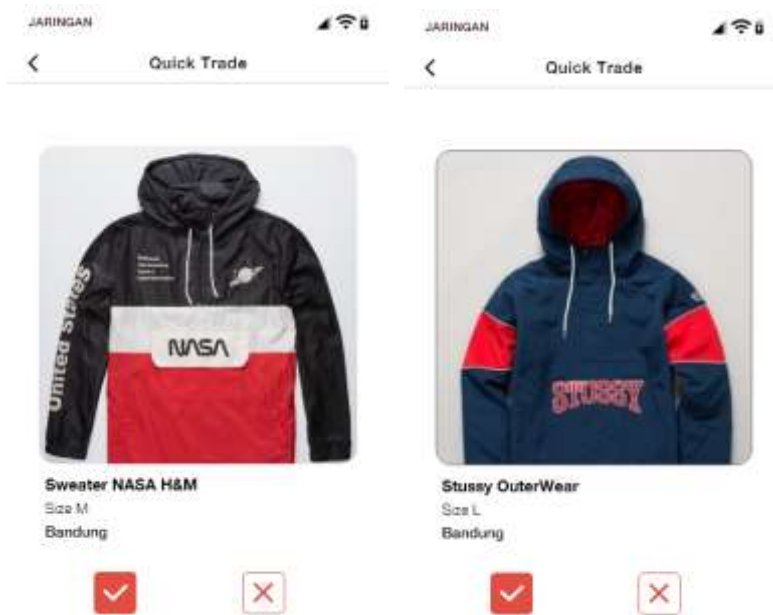 JARINGAN
Quick Trade
United States
NASA
Sweater NASA H&M
Size M
Bandung
JARINGAN
Quick Trade
STUSSY
Stussy OuterWear
Size L
Bandung